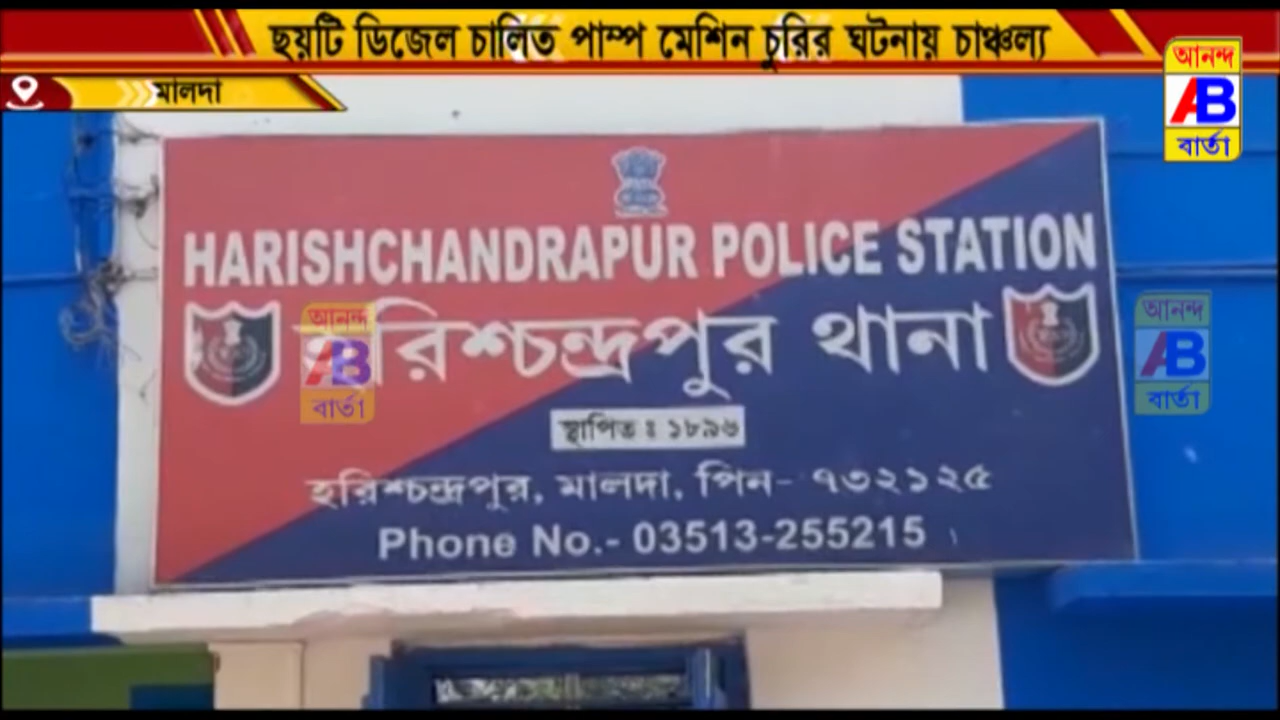 ছয়টি ডিজেল চালিত পাম্প মেশিন চুরির ঘটনায় চাঞ্চল্য
মালদা
আনন্দ
AB
বার্তা
HARISHCHANDRAPUR POLICE STATION
হরিশ্চন্দ্রপুর থানা
আনন্দ
AB
বার্তা
আনন্দ
AB
বার্তা
স্থাপিত ঃ ১৮৯৬
হরিশ্চন্দ্রপুর, মালদা, পিন- ৭৩২১২৫
Phone No.- 03513-255215